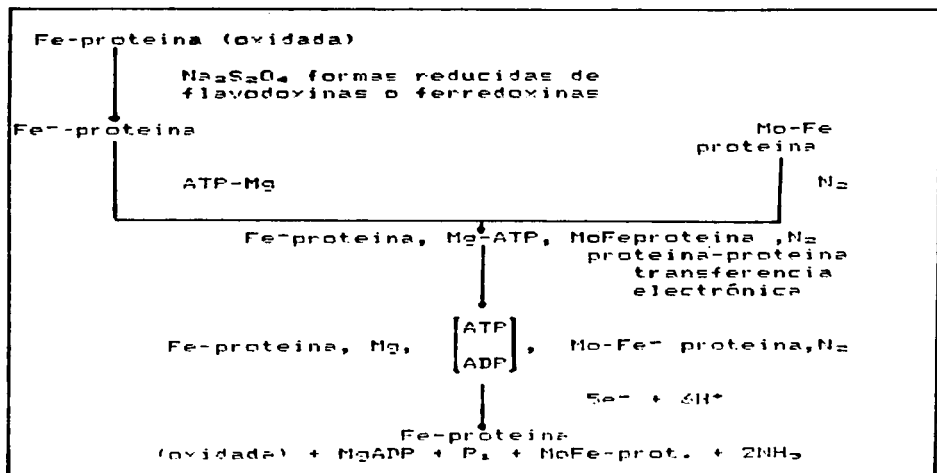 Fe-proteina (oxidada)
Na₂S₂O₄ formas reducidas de
flavodoxinas o ferredoxinas
Fe⁻-proteina
Mo-Fe
proteina
ATP-Mg
N₂
Fe⁻proteina, Mg-ATP, MoFeproteina ,N₂
proteina-proteina
transferencia
electrónica
Fe-proteina, Mg, [ATP
ADP], Mo-Fe⁻ proteina,N₂
5e⁻ + 6H⁺
Fe-proteina
(oxidada) + MgADP + Pᵢ + MoFe-prot. + 2NH₃